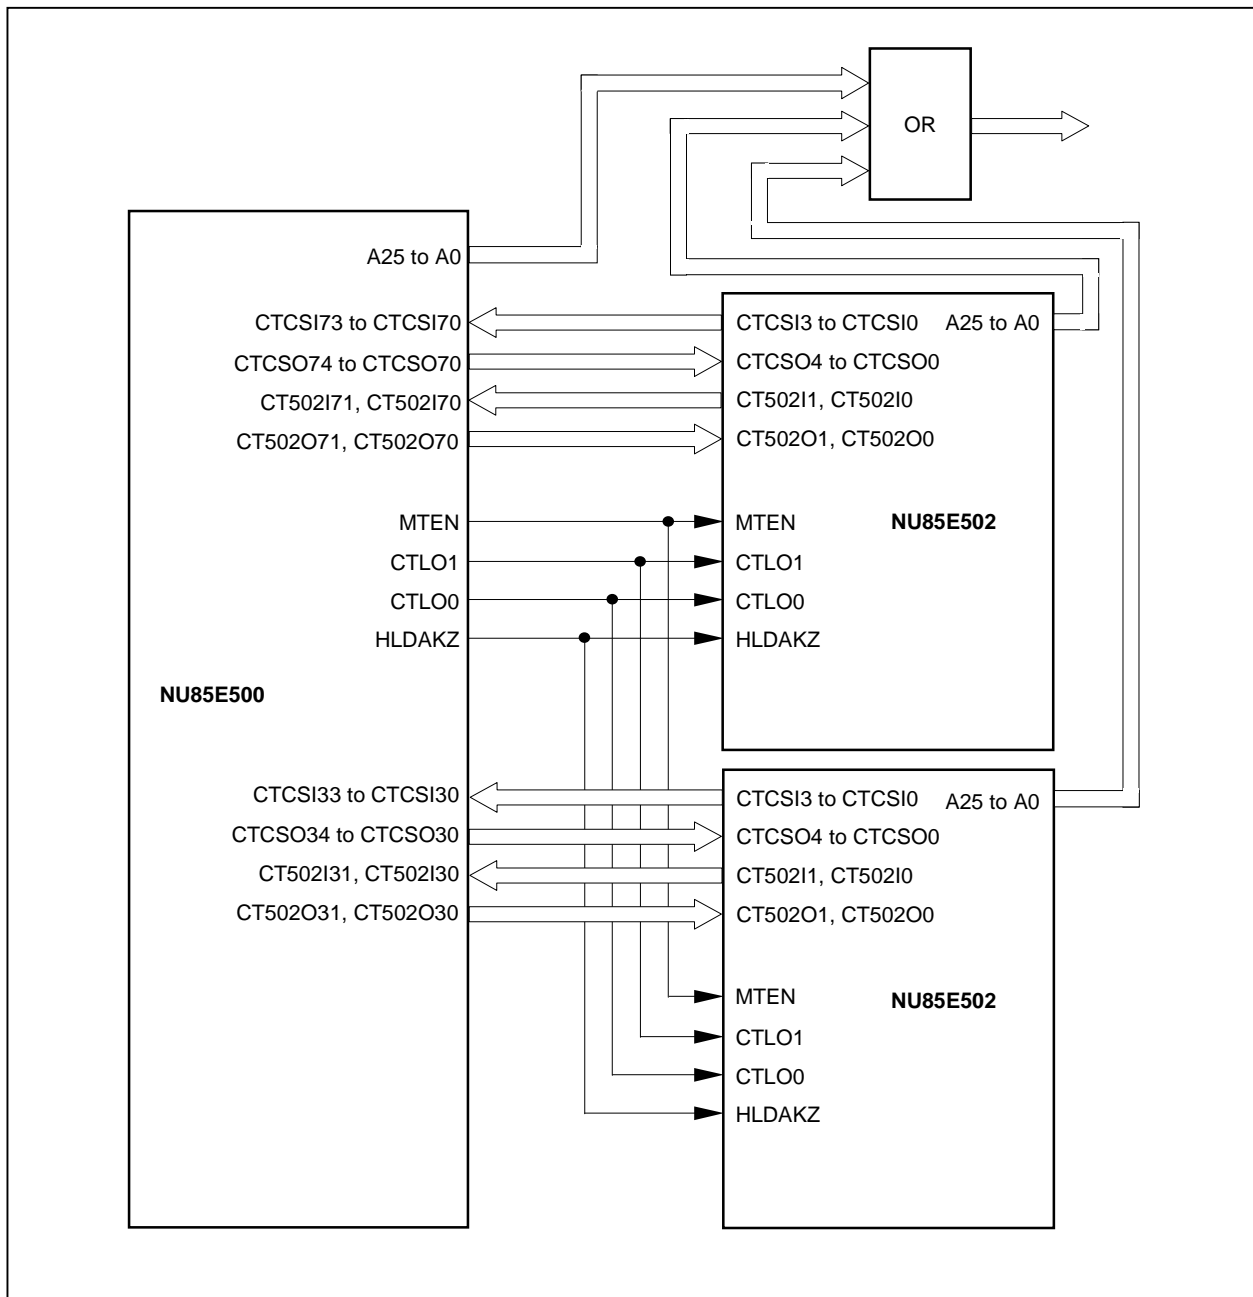 OR
A25 to A0
CTCSI73 to CTCSI70
CTCSO74 to CTCSO70
CT502I71, CT502I70
CT502O71, CT502O70
MTEN
CTLO1
CTLO0
HLDAKZ
NU85E500
CTCSI33 to CTCSI30
CTCSO34 to CTCSO30
CT502I31, CT502I30
CT502O31, CT502O30
CTCSI3 to CTCSI0 A25 to A0
CTCSO4 to CTCSO0
CT502I1, CT502I0
CT502O1, CT502O0
MTEN NU85E502
CTLO1
CTLO0
HLDAKZ
CTCSI3 to CTCSI0 A25 to A0
CTCSO4 to CTCSO0
CT502I1, CT502I0
CT502O1, CT502O0
MTEN NU85E502
CTLO1
CTLO0
HLDAKZ